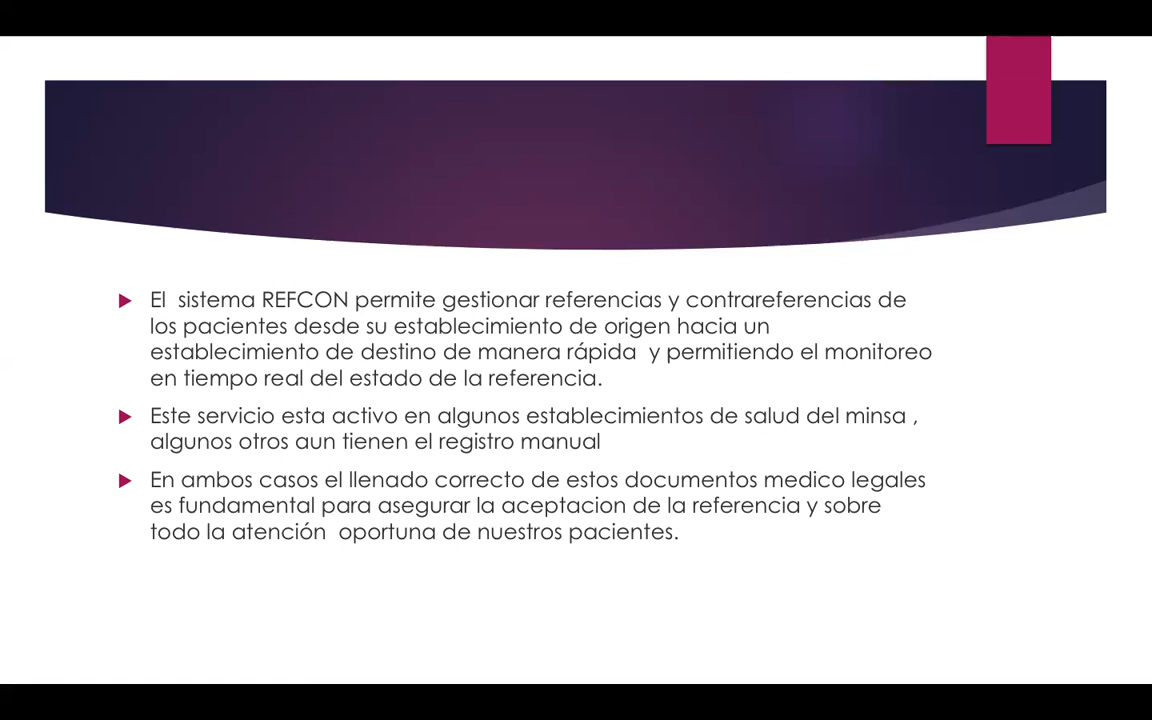 El  sistema REFCON permite gestionar referencias y contrareferencias de
los pacientes desde su establecimiento de origen hacia un
establecimiento de destino de manera rápida  y permitiendo el monitoreo
en tiempo real del estado de la referencia.
Este servicio esta activo en algunos establecimientos de salud del minsa ,
algunos otros aun tienen el registro manual
En ambos casos el llenado correcto de estos documentos medico legales
es fundamental para asegurar la aceptacion de la referencia y sobre
todo la atención  oportuna de nuestros pacientes.